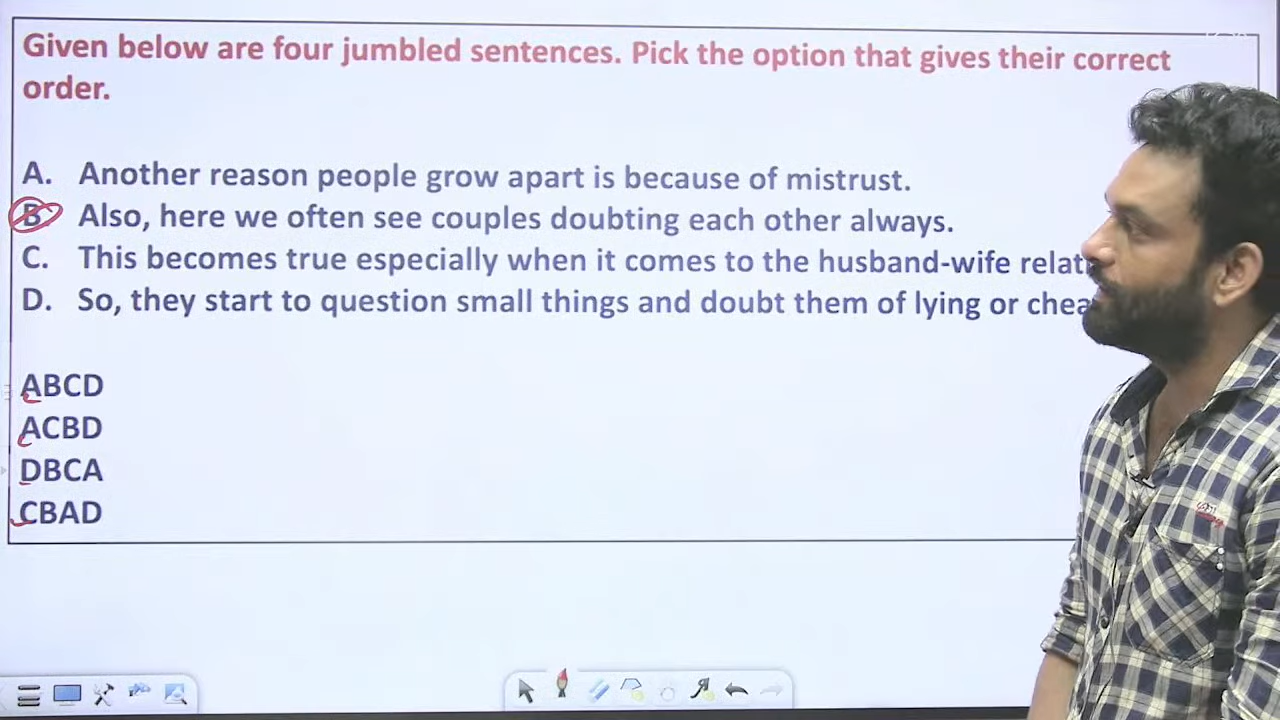 Given below are four jumbled sentences. Pick the option that gives their correct
order.
A. Another reason people grow apart is because of mistrust.
B. Also, here we often see couples doubting each other always.
C. This becomes true especially when it comes to the husband-wife
D. So, they start to question small things and doubt them of lying or
ABCD
ACBD
DBCA
CBAD